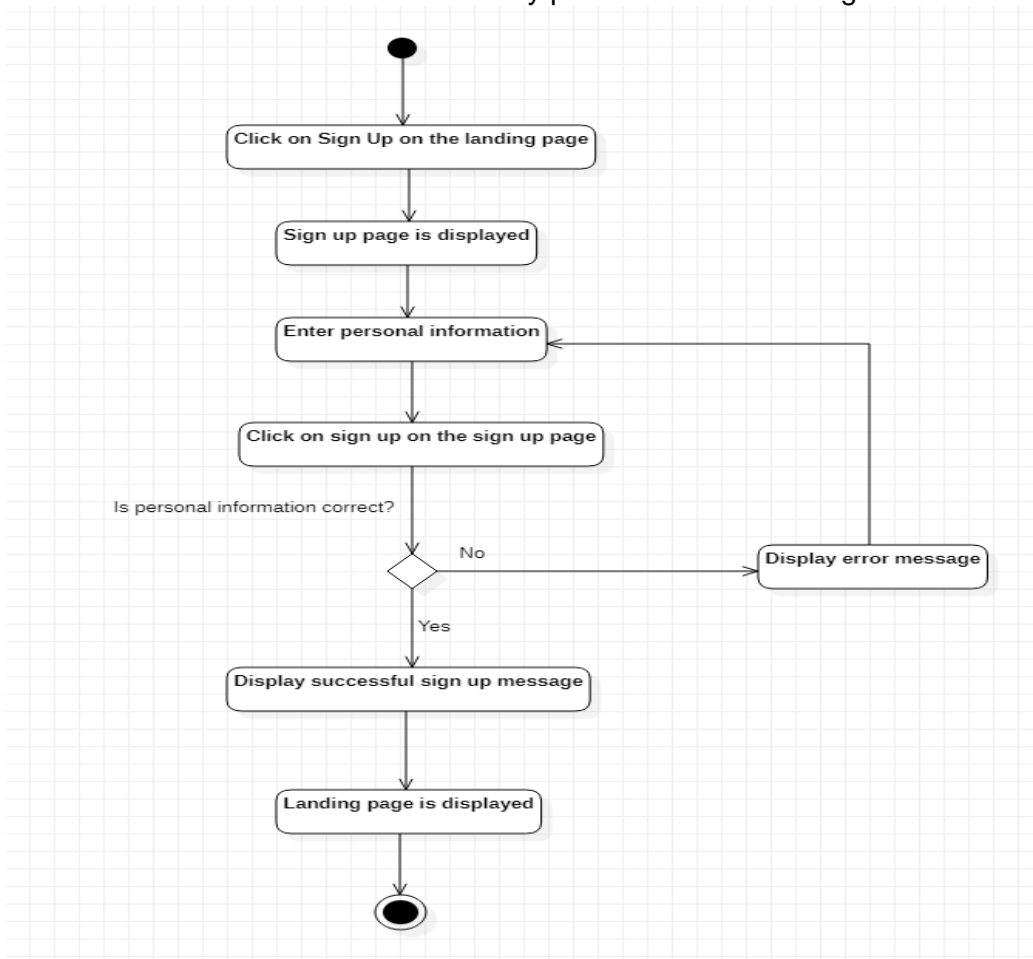 Click on Sign Up on the landing page
Sign up page is displayed
Enter personal information
Click on sign up on the sign up page
Is personal information correct?
No
Display error message
Yes
Display successful sign up message
Landing page is displayed